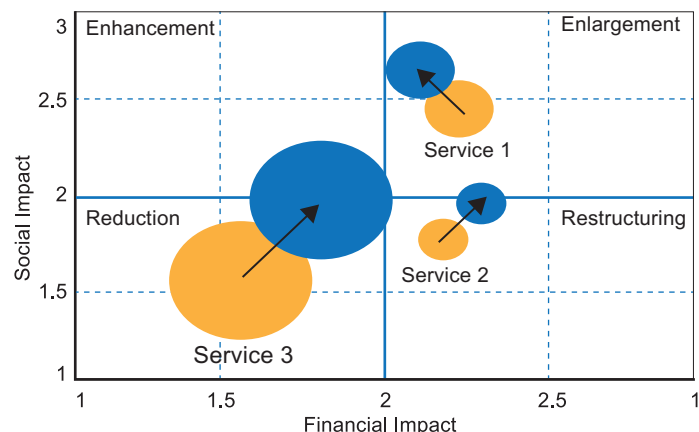 3
Enhancement
Enlargement
2.5
Service 1
Social Impact
2
Reduction
Restructuring
Service 2
1.5
Service 3
1
1
1.5
2
2.5
1
Financial Impact